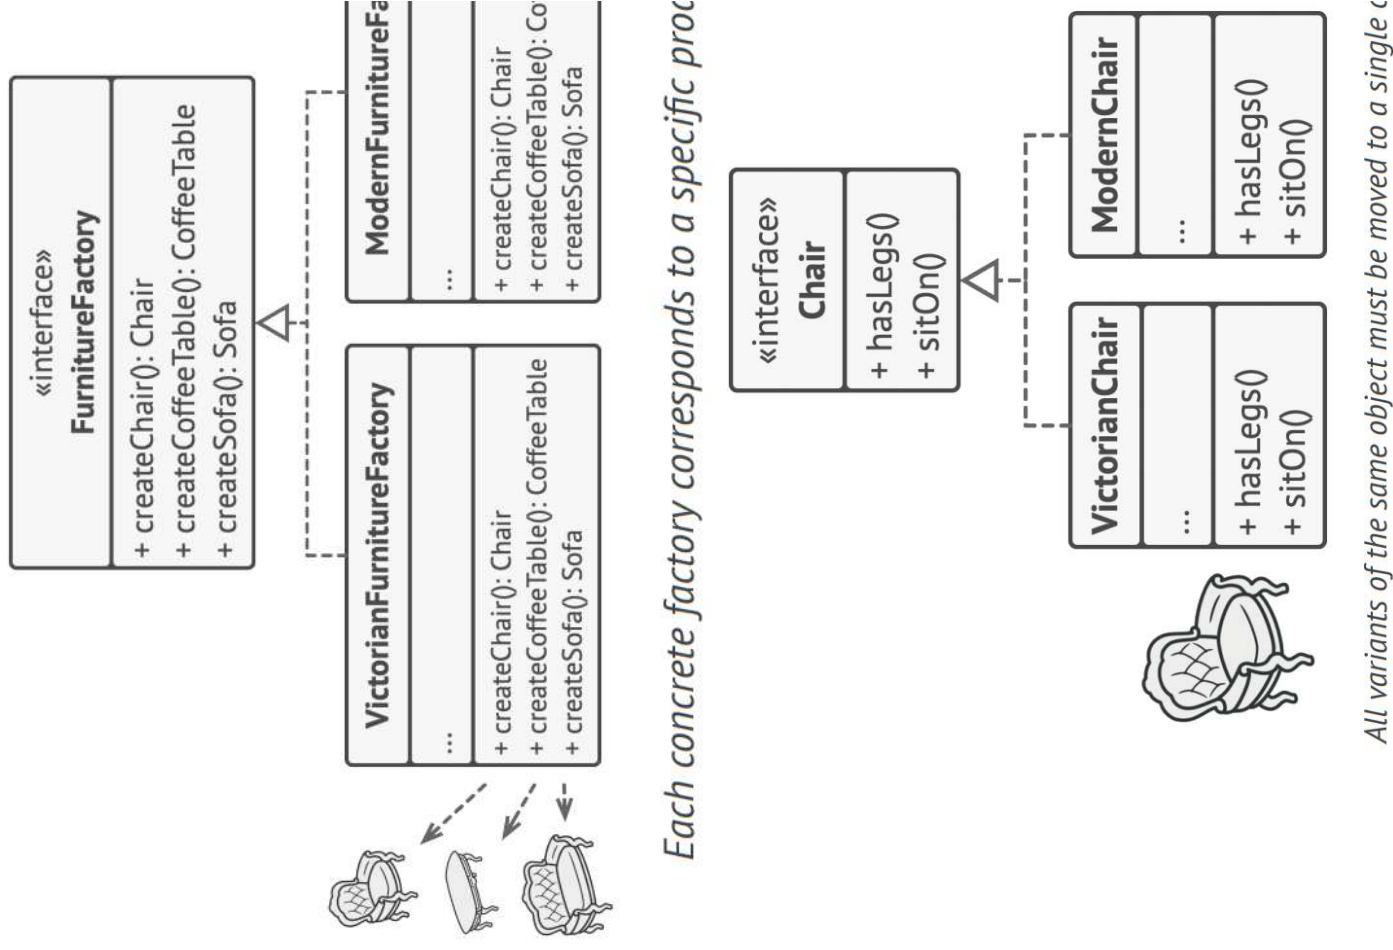 «interface»
FurnitureFactory
+ createChair(): Chair
+ createCoffeeTable(): CoffeeTable
+ createSofa(): Sofa
VictorianFurnitureFactory
...
+ createChair(): Chair
+ createCoffeeTable(): CoffeeTable
+ createSofa(): Sofa
ModernFurnitureFa
...
+ createChair(): Chair
+ createCoffeeTable(): Co
+ createSofa(): Sofa
Each concrete factory corresponds to a specific
«interface»
Chair
+ hasLegs()
+ sitOn()
VictorianChair
...
+ hasLegs()
+ sitOn()
ModernChair
...
+ hasLegs()
+ sitOn()
All variants of the same object must be moved to a single